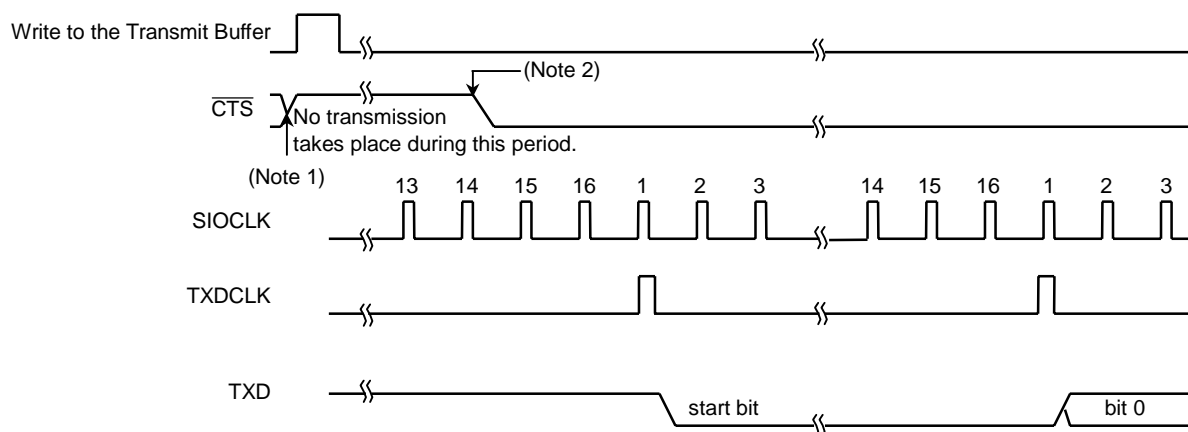 Write to the Transmit Buffer
(Note 2)
CTS
No transmission
takes place during this period.
(Note 1)
13 14 15 16 1 2 3 14 15 16 1 2 3
SIOCLK
TXDCLK
TXD
start bit
bit 0